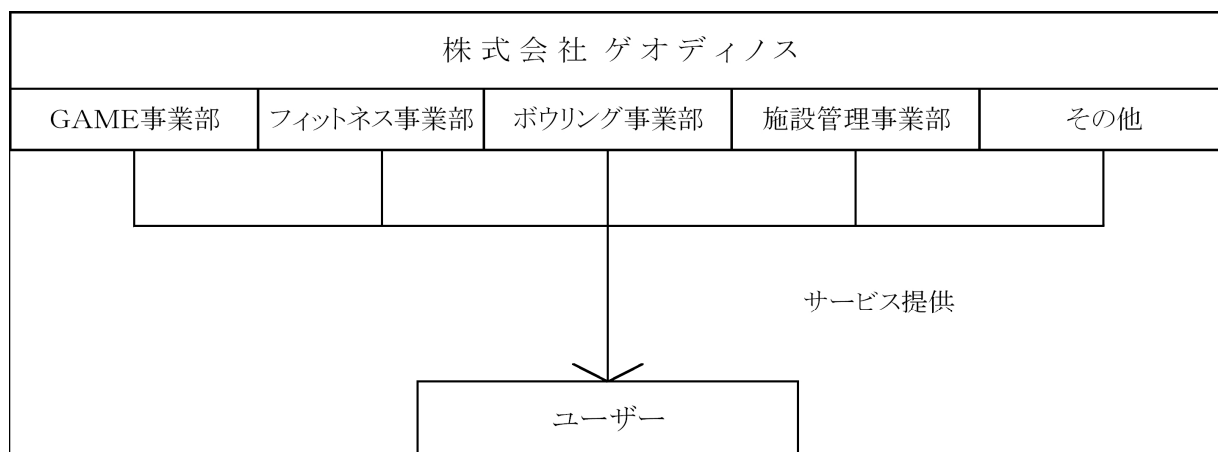 株式会社 ゲオディノス
GAME事業部 フィットネス事業部 ボウリング事業部 施設管理事業部 その他
サービス提供
ユーザー